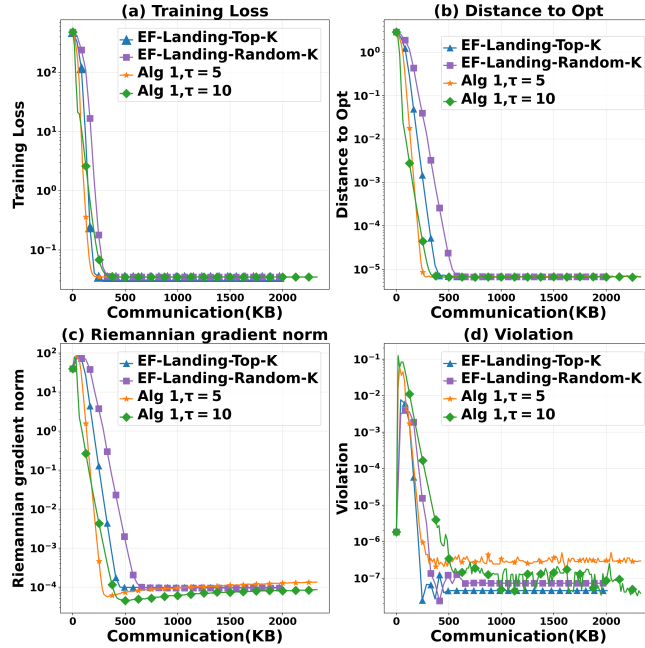 (a) Training Loss
EF-Landing-Top-K
EF-Landing-Random-K
Alg 1,τ = 5
Alg 1,τ = 10
Training Loss
10²
10¹
10⁰
10⁻¹
0 500 1000 1500 2000
Communication(KB)
(b) Distance to Opt
EF-Landing-Top-K
EF-Landing-Random-K
Alg 1,τ = 5
Alg 1,τ = 10
Distance to Opt
10⁰
10⁻¹
10⁻²
10⁻³
10⁻⁴
10⁻⁵
0 500 1000 1500 2000
Communication(KB)
(c) Riemannian gradient norm
EF-Landing-Top-K
EF-Landing-Random-K
Alg 1,τ = 5
Alg 1,τ = 10
Riemannian gradient norm
10²
10¹
10⁰
10⁻¹
10⁻²
10⁻³
10⁻⁴
0 500 1000 1500 2000
Communication(KB)
(d) Violation
EF-Landing-Top-K
EF-Landing-Random-K
Alg 1,τ = 5
Alg 1,τ = 10
Violation
10⁻¹
10⁻²
10⁻³
10⁻⁴
10⁻⁵
10⁻⁶
10⁻⁷
0 500 1000 1500 2000
Communication(KB)